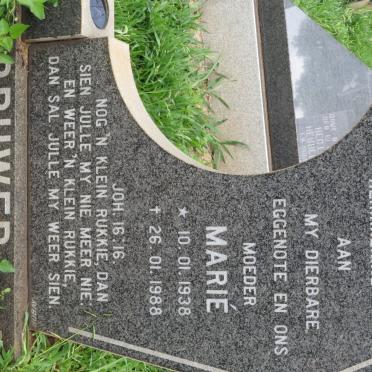 AAN
MY DIERBARE
EGGENOTE EN ONS
MOEDER
MARIÉ
★ 10. 01. 1938
† 26. 01. 1988
JOH. 16:16.
NOG 'N KLEIN RUKKIE, DAN
SIEN JULLE MY NIE MEER NIE:
EN WEER 'N KLEIN RUKKIE,
DAN SAL JULLE MY WEER SIEN